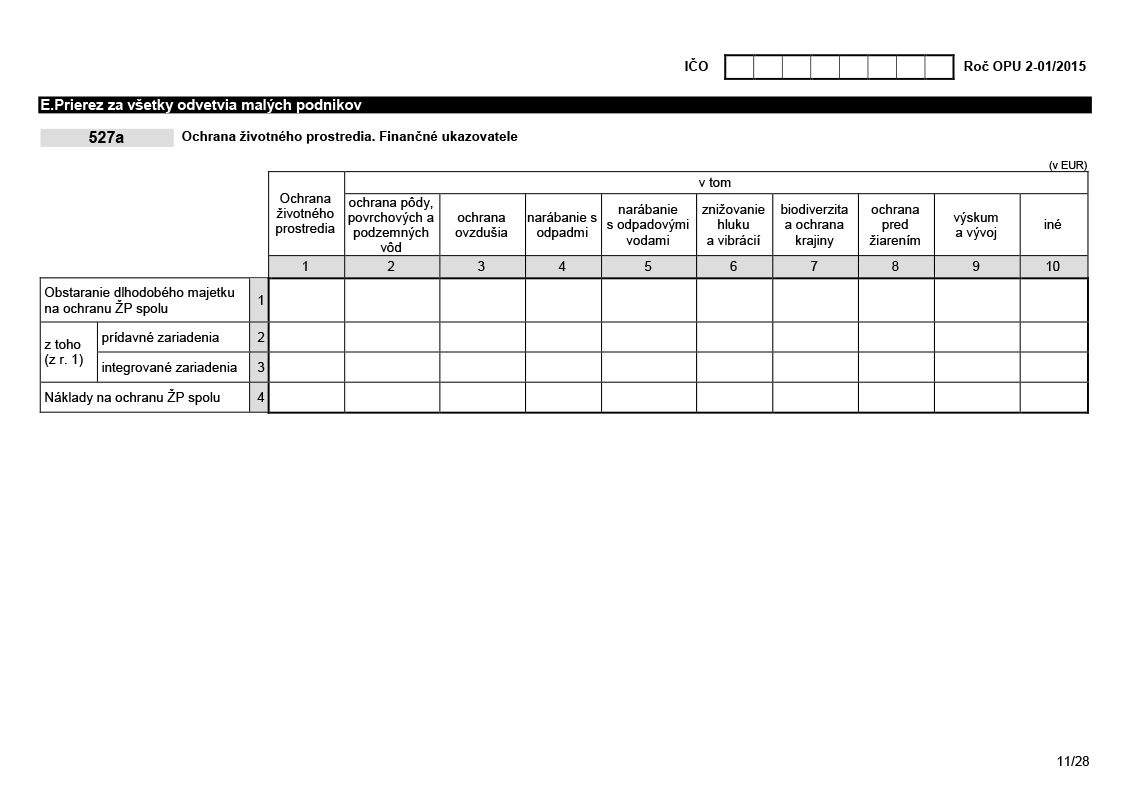 IČO
Roč OPU 2-01/2015
E.Prierez za všetky odvetvia malých podnikov
527a
Ochrana životného prostredia. Finančné ukazovatele
(v EUR)
Ochrana
životného
prostredia
v tom
ochrana pôdy,
povrchových a
podzemných
vôd
ochrana
ovzdušia
narábanie s
odpadmi
narábanie
s odpadovými
vodami
znižovanie
hluku
a vibrácií
biodiverzita
a ochrana
krajiny
ochrana
pred
žiarením
výskum
a vývoj
iné
1 2 3 4 5 6 7 8 9 10
Obstaranie dlhodobého majetku
na ochranu ŽP spolu
1
z toho
(z r. 1)
prídavné zariadenia 2
integrované zariadenia 3
Náklady na ochranu ŽP spolu 4
11/28